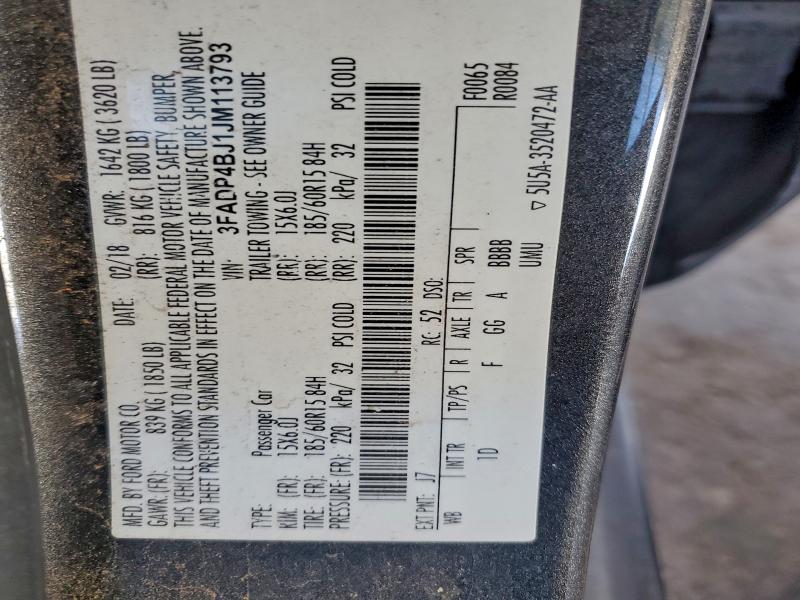 MFD. BY FORD MOTOR CO.
DATE: 02/18 GVWR: 1642 KG ( 3620 LB)
GAWR: (FR): 839 KG (1850 LB) (RR): 816 KG (1800 LB)
THIS VEHICLE CONFORMS TO ALL APPLICABLE FEDERAL MOTOR VEHICLE SAFETY, BUMPER,
AND THEFT PREVENTION STANDARDS IN EFFECT ON THE DATE OF MANUFACTURE SHOWN ABOVE.
VIN: 3FADP4BJ1JM113793
TYPE: Passenger Car TRAILER TOWING - SEE OWNER GUIDE
RIM: (FR): 15X6.0J (RR): 15X6.0J
TIRE: (FR): 185/60R15 84H (RR): 185/60R15 84H
PRESSURE (FR): 220 kPa/ 32 PSI COLD (RR): 220 kPa/ 32 PSI COLD
EXT PNT: J7 RC: 52 DSO: F0065
WB INT TR TP/PS R AXLE TR SPR R0084
1D F GG A BBBB
UMU ▽ 5U5A-3520472-AA